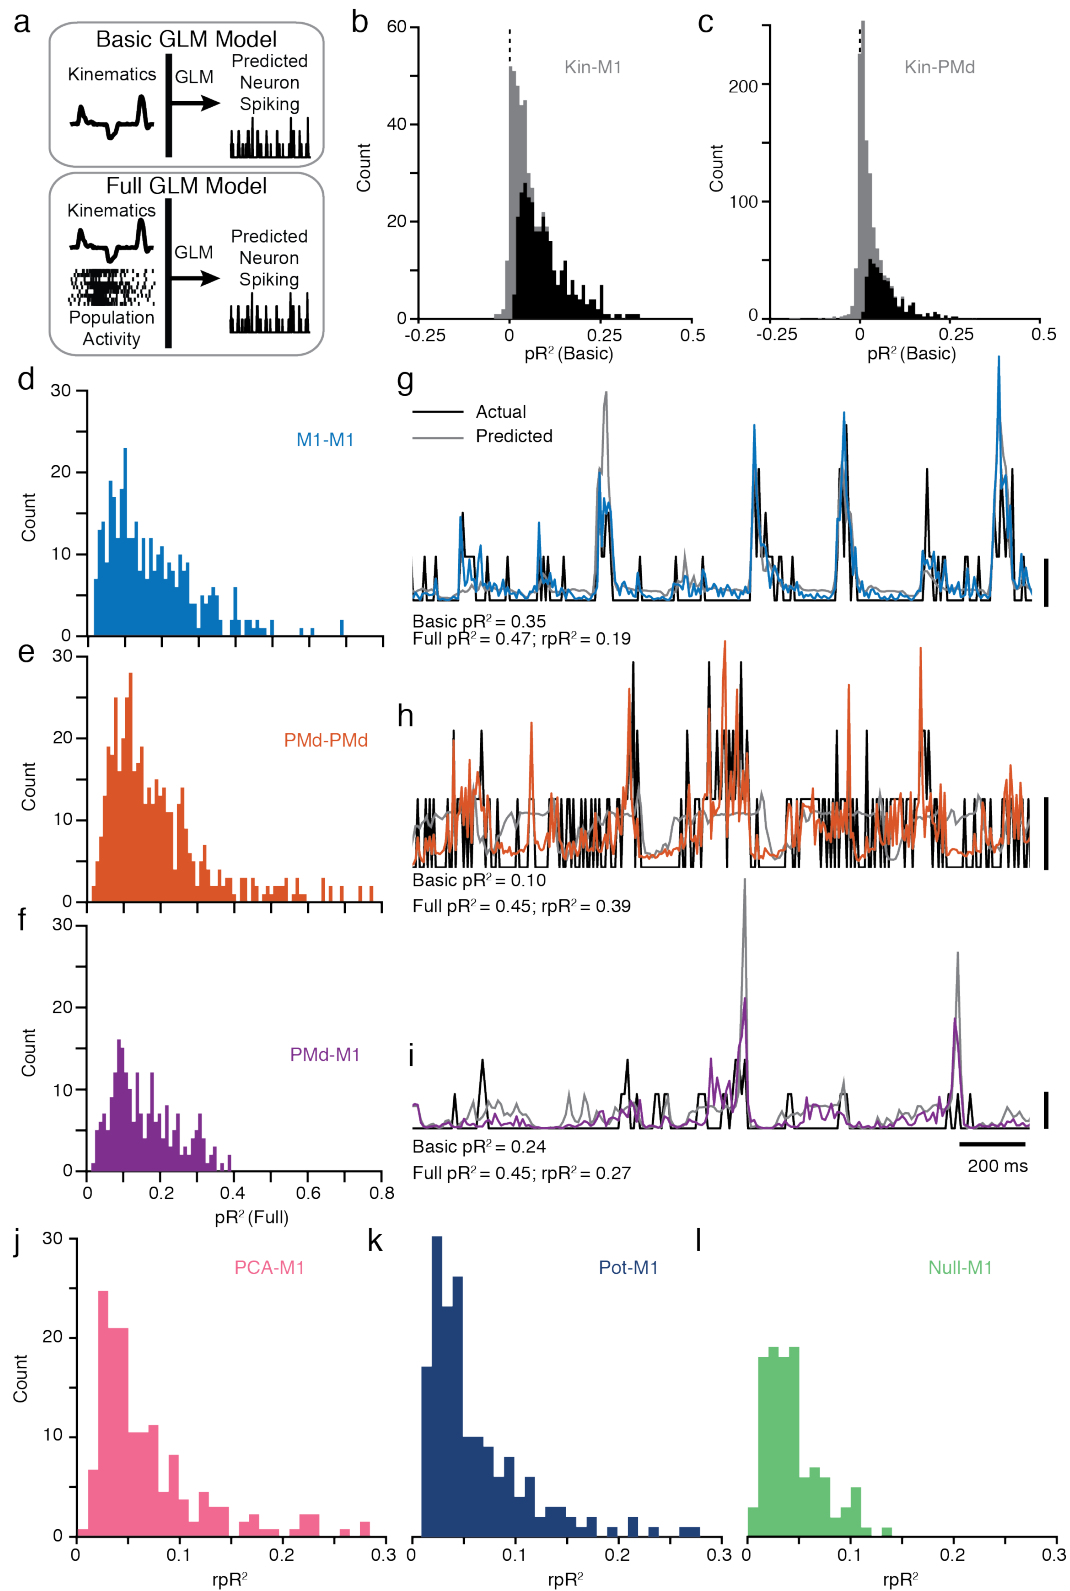 a
Basic GLM Model
Kinematics
GLM
Predicted
Neuron
Spiking
Full GLM Model
Kinematics
GLM
Predicted
Neuron
Spiking
Population
Activity
b
60
40
20
0
Count
Kin-M1
-0.25
0
0.25
0.5
pR² (Basic)
c
200
100
0
Count
Kin-PMd
-0.25
0
0.25
0.5
pR² (Basic)
d
30
20
10
0
Count
M1-M1
e
30
20
10
0
Count
PMd-PMd
f
30
20
10
0
Count
PMd-M1
0
0.2
0.4
0.6
0.8
pR² (Full)
g
Actual
Predicted
Basic pR² = 0.35
Full pR² = 0.47; rpR² = 0.19
h
Basic pR² = 0.10
Full pR² = 0.45; rpR² = 0.39
i
Basic pR² = 0.24
Full pR² = 0.45; rpR² = 0.27
200 ms
j
30
20
10
0
Count
PCA-M1
0
0.1
0.2
0.3
rpR²
k
Pot-M1
0
0.1
0.2
0.3
rpR²
l
Null-M1
0
0.1
0.2
0.3
rpR²